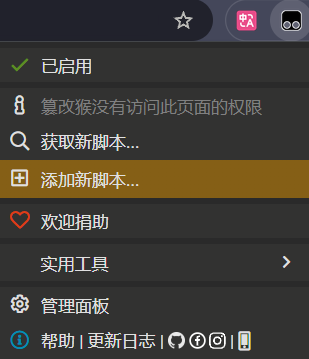 已启用
篡改猴没有访问此页面的权限
获取新脚本...
添加新脚本...
欢迎捐助
实用工具
管理面板
帮助 | 更新日志 | |